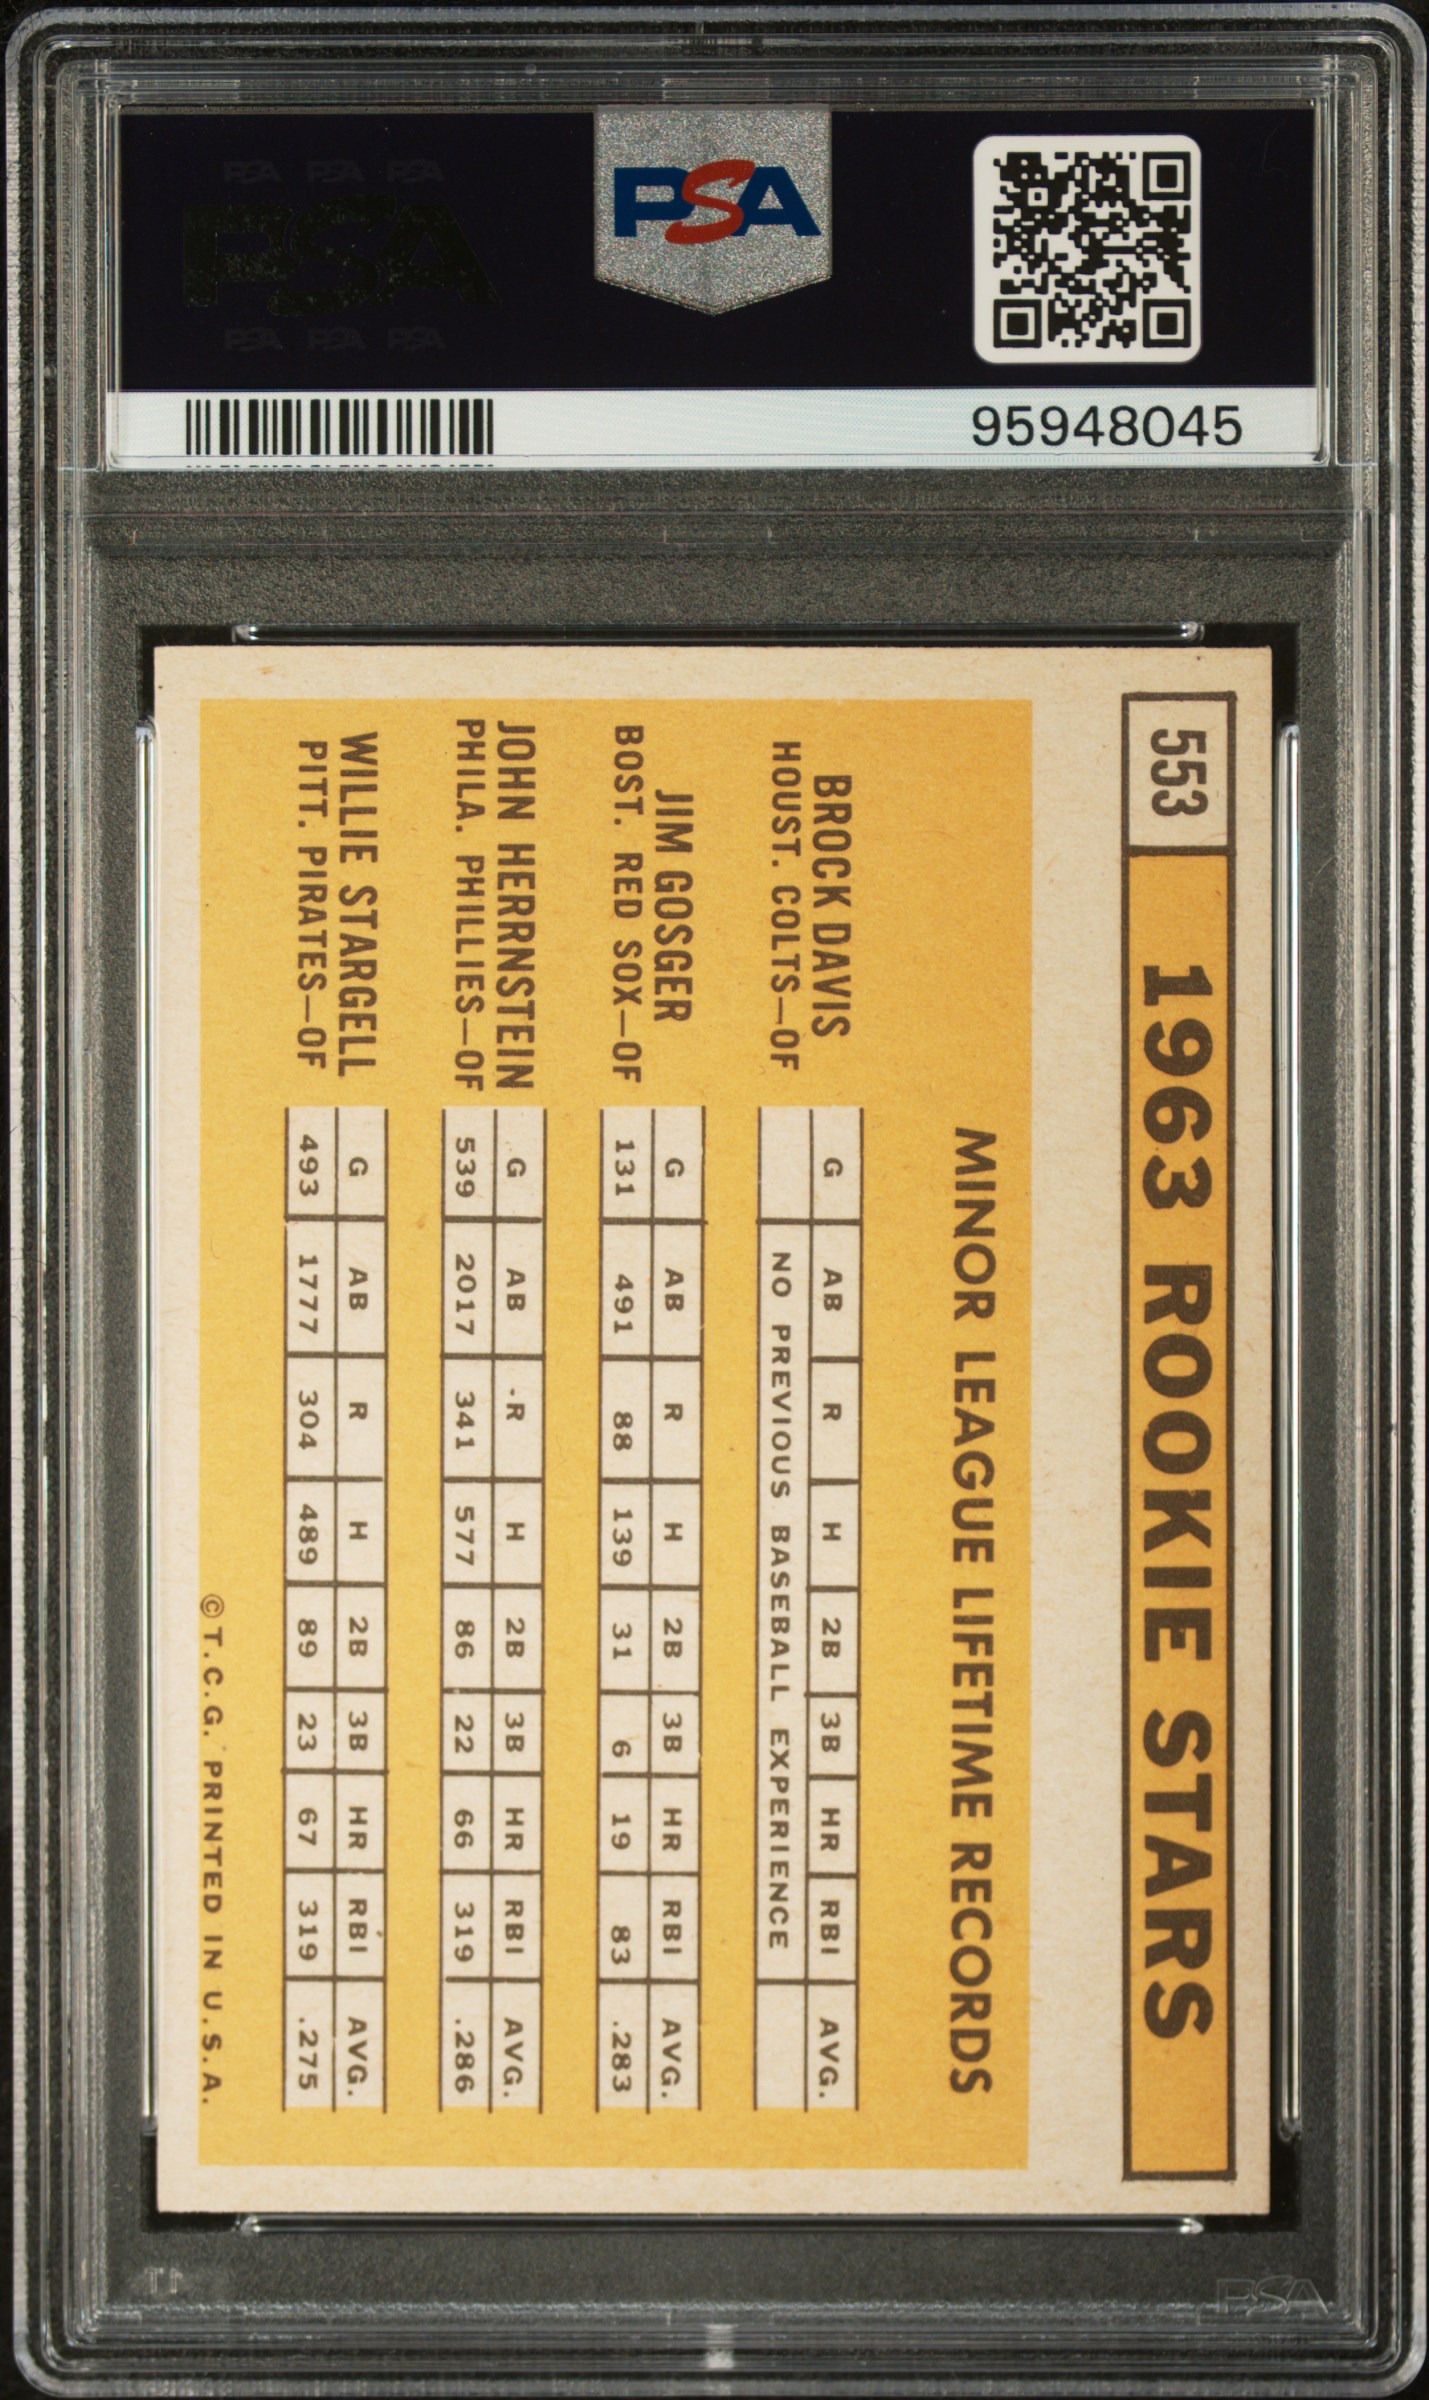 PSA PSA PSA
PSA
PSA PSA PSA
PSA
95948045
553 1963 ROOKIE STARS
MINOR LEAGUE LIFETIME RECORDS
BROCK DAVIS G AB R H 2B 3B HR RBI AVG.
HOUST. COLTS—OF NO PREVIOUS BASEBALL EXPERIENCE
JIM GOSGER G AB R H 2B 3B HR RBI AVG.
BOST. RED SOX—OF 131 491 88 139 31 6 19 83 .283
JOHN HERRNSTEIN G AB R H 2B 3B HR RBI AVG.
PHILA. PHILLIES—OF 539 2017 341 577 86 22 66 319 .286
WILLIE STARGELL G AB R H 2B 3B HR RBI AVG.
PITT. PIRATES—OF 493 1777 304 489 89 23 67 319 .275
© T.C.G. PRINTED IN U.S.A.
PSA